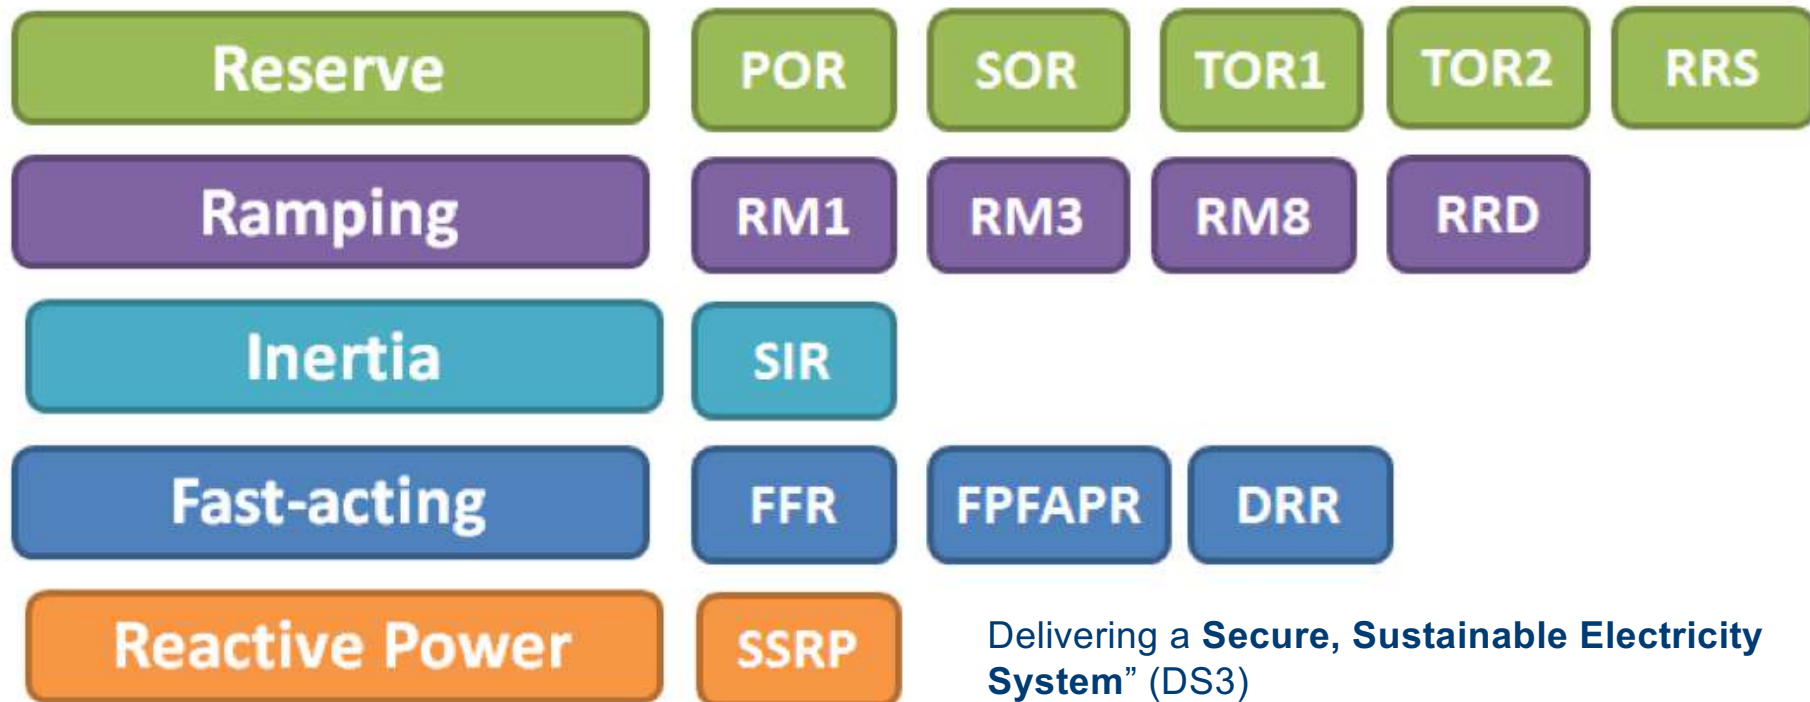 Reserve POR SOR TOR1 TOR2 RRS
Ramping RM1 RM3 RM8 RRD
Inertia SIR
Fast-acting FFR FPFAPR DRR
Reactive Power SSRP
Delivering a Secure, Sustainable Electricity
System” (DS3)